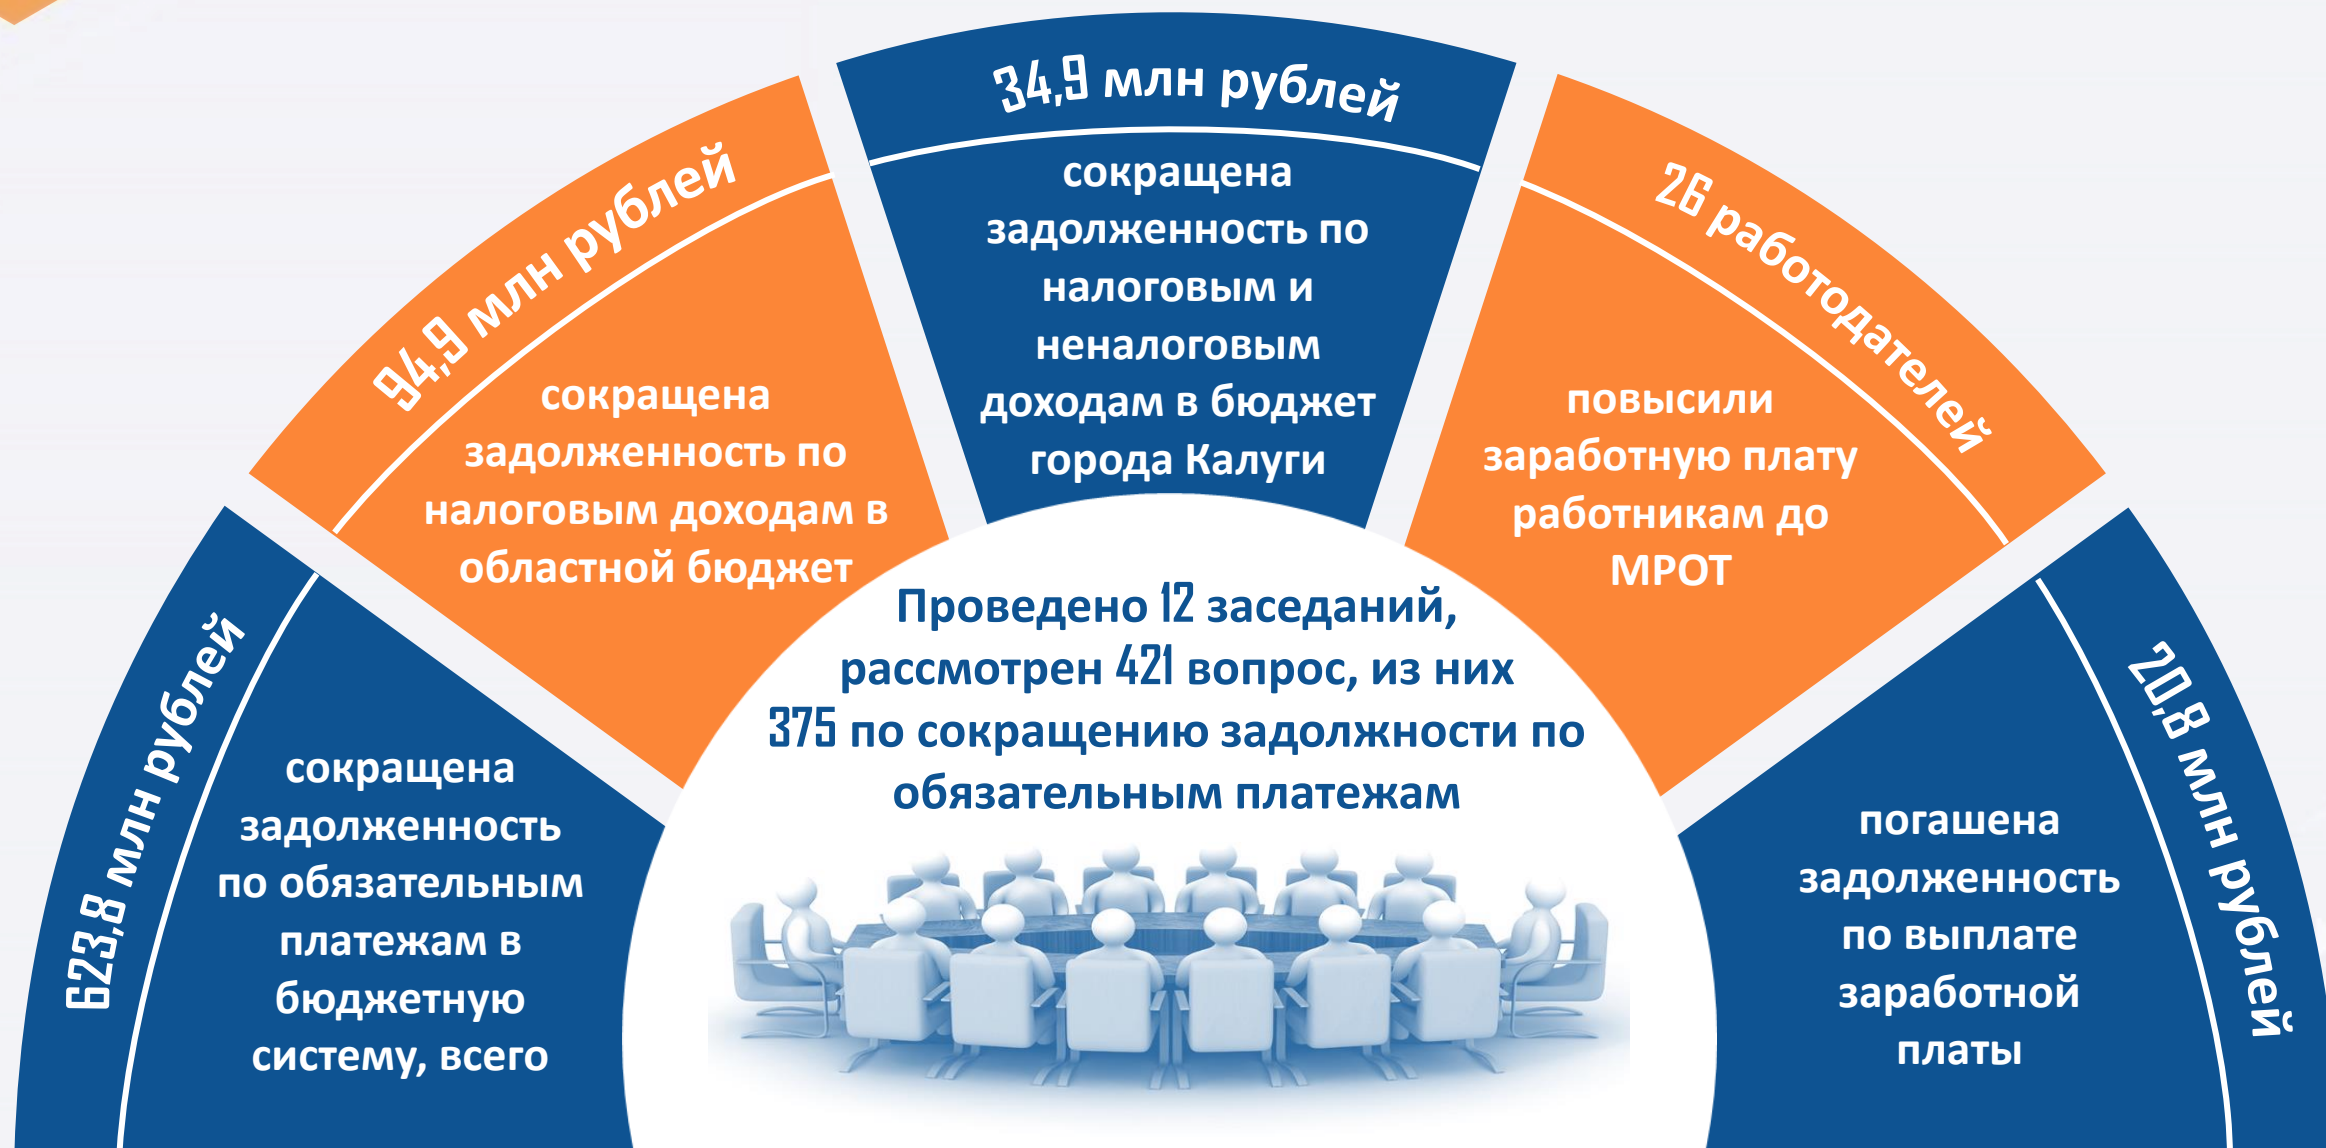 623,8 млн рублей
сокращена
задолженность
по обязательным
платежам в
бюджетную
систему, всего
94,9 млн рублей
сокращена
задолженность по
налоговым доходам в
областной бюджет
34,9 млн рублей
сокращена
задолженность по
налоговым и
неналоговым
доходам в бюджет
города Калуги
26 работодателей
повысили
заработную плату
работникам до
МРОТ
20,8 млн рублей
погашена
задолженность
по выплате
заработной
платы
Проведено 12 заседаний,
рассмотрен 421 вопрос, из них
375 по сокращению задолжности по
обязательным платежам